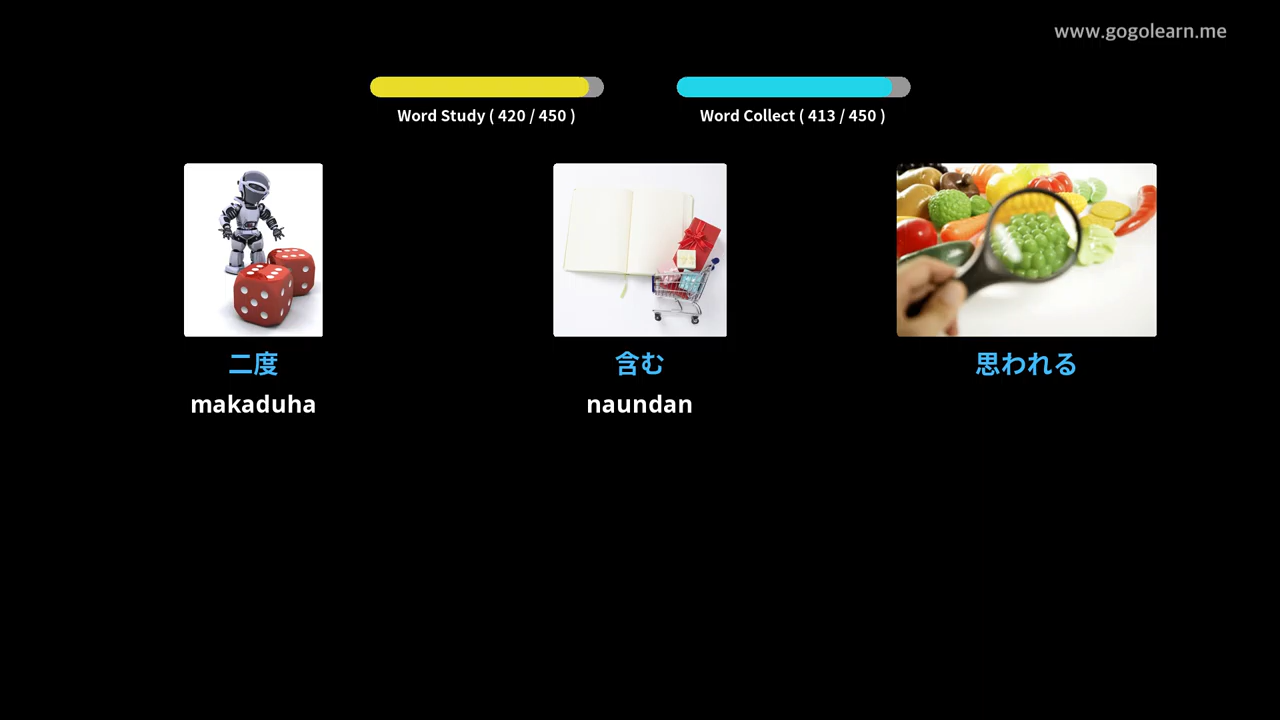 www.gogolearn.me
Word Study ( 420 / 450 )
Word Collect ( 413 / 450 )
二度
含む
思われる
makaduha
naundan